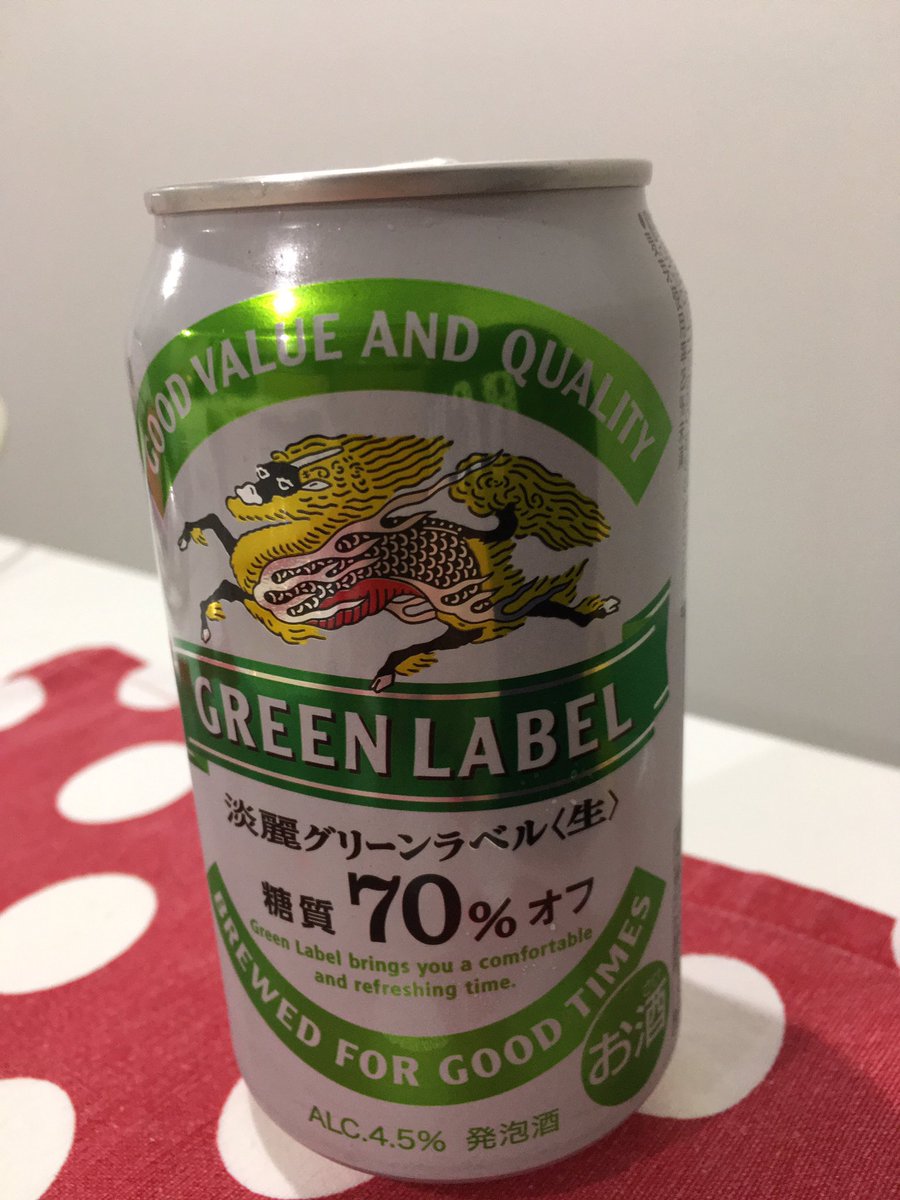 GOOD VALUE AND QUALITY
GREEN LABEL
淡麗グリーンラベル〈生〉
糖質70%オフ
Green Label brings you a comfortable
and refreshing time.
BREWED FOR GOOD TIMES
お酒
ALC.4.5% 発泡酒